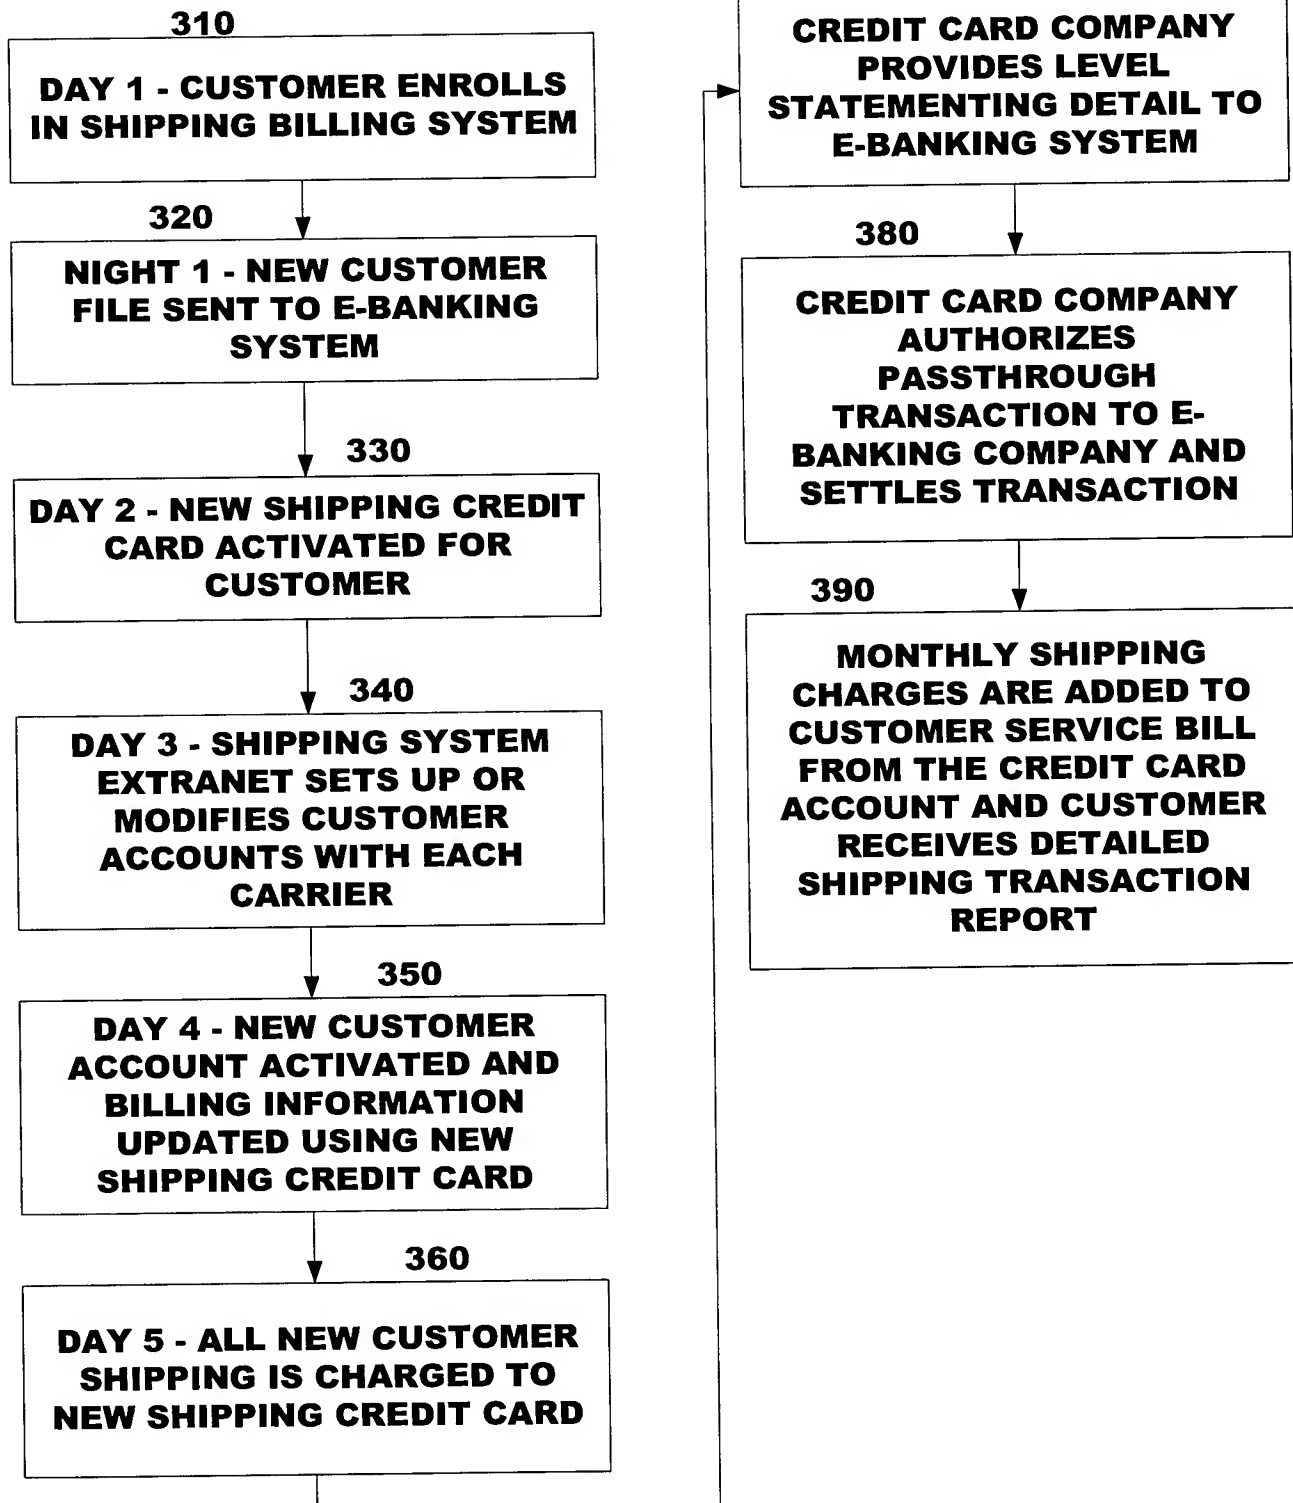 310
DAY 1 - CUSTOMER ENROLLS
IN SHIPPING BILLING SYSTEM
320
NIGHT 1 - NEW CUSTOMER
FILE SENT TO E-BANKING
SYSTEM
330
DAY 2 - NEW SHIPPING CREDIT
CARD ACTIVATED FOR
CUSTOMER
340
DAY 3 - SHIPPING SYSTEM
EXTRANET SETS UP OR
MODIFIES CUSTOMER
ACCOUNTS WITH EACH
CARRIER
350
DAY 4 - NEW CUSTOMER
ACCOUNT ACTIVATED AND
BILLING INFORMATION
UPDATED USING NEW
SHIPPING CREDIT CARD
360
DAY 5 - ALL NEW CUSTOMER
SHIPPING IS CHARGED TO
NEW SHIPPING CREDIT CARD
CREDIT CARD COMPANY
PROVIDES LEVEL
STATEMENTING DETAIL TO
E-BANKING SYSTEM
380
CREDIT CARD COMPANY
AUTHORIZES
PASSTHROUGH
TRANSACTION TO E-
BANKING COMPANY AND
SETTLES TRANSACTION
390
MONTHLY SHIPPING
CHARGES ARE ADDED TO
CUSTOMER SERVICE BILL
FROM THE CREDIT CARD
ACCOUNT AND CUSTOMER
RECEIVES DETAILED
SHIPPING TRANSACTION
REPORT